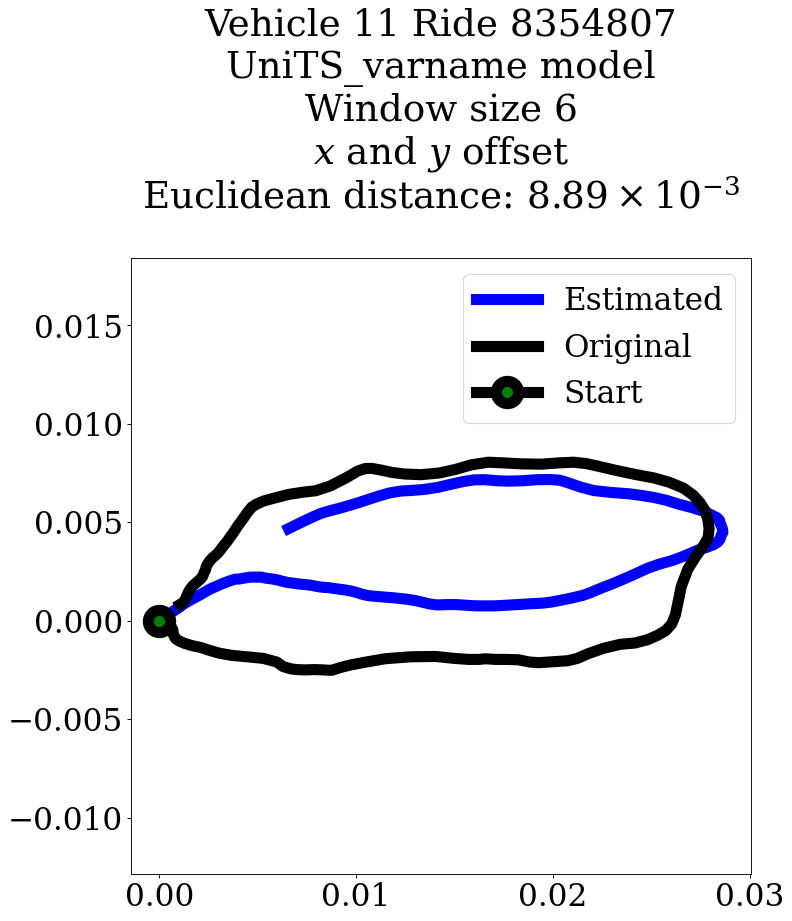 Vehicle 11 Ride 8354807
UniTS_varname model
Window size 6
x and y offset
Euclidean distance: 8.89 × 10⁻³
Estimated
Original
Start
0.015
0.010
0.005
0.000
−0.005
−0.010
0.00 0.01 0.02 0.03